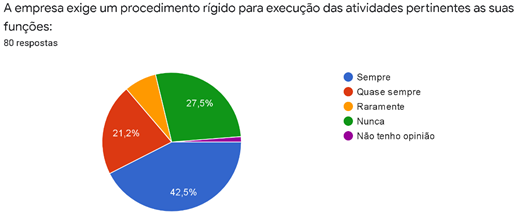 A empresa exige um procedimento rígido para execução das atividades pertinentes as suas
funções:
80 respostas
Sempre
Quase sempre
Raramente
Nunca
Não tenho opinião
27,5%
21,2%
42,5%